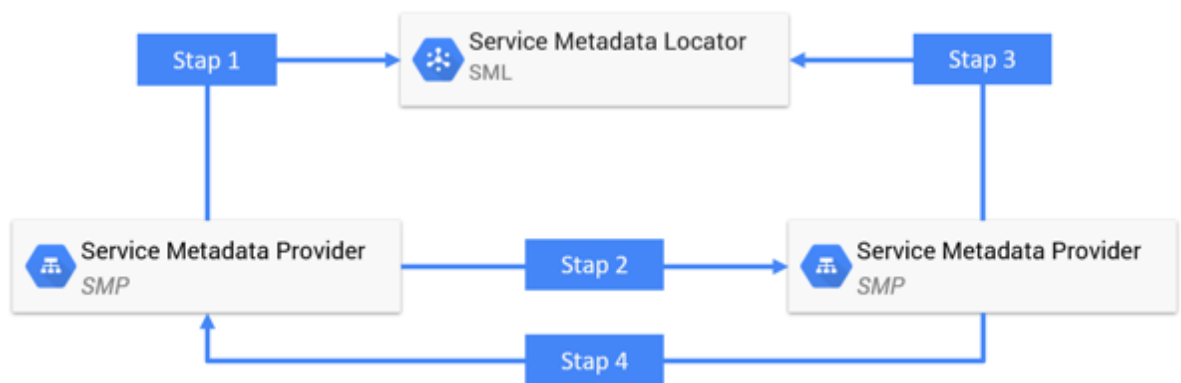 Stap 1
Service Metadata Locator
SML
Stap 3
Service Metadata Provider
SMP
Stap 2
Service Metadata Provider
SMP
Stap 4